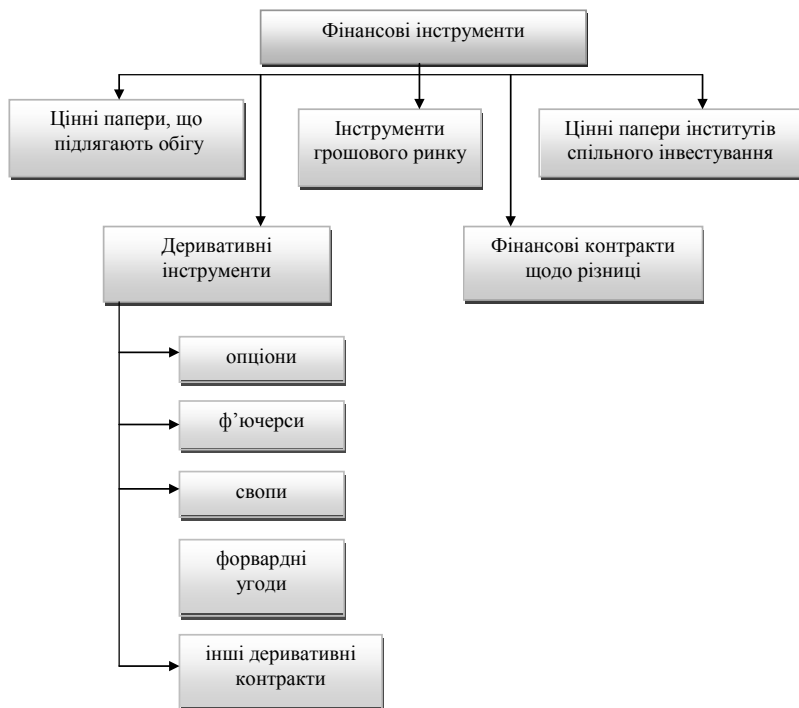 Фінансові інструменти
Цінні папери, що
підлягають обігу
Інструменти
грошового ринку
Цінні папери інститутів
спільного інвестування
Деривативні
інструменти
Фінансові контракти
щодо різниці
опціони
ф’ючерси
свопи
форвардні
угоди
інші деривативні
контракти